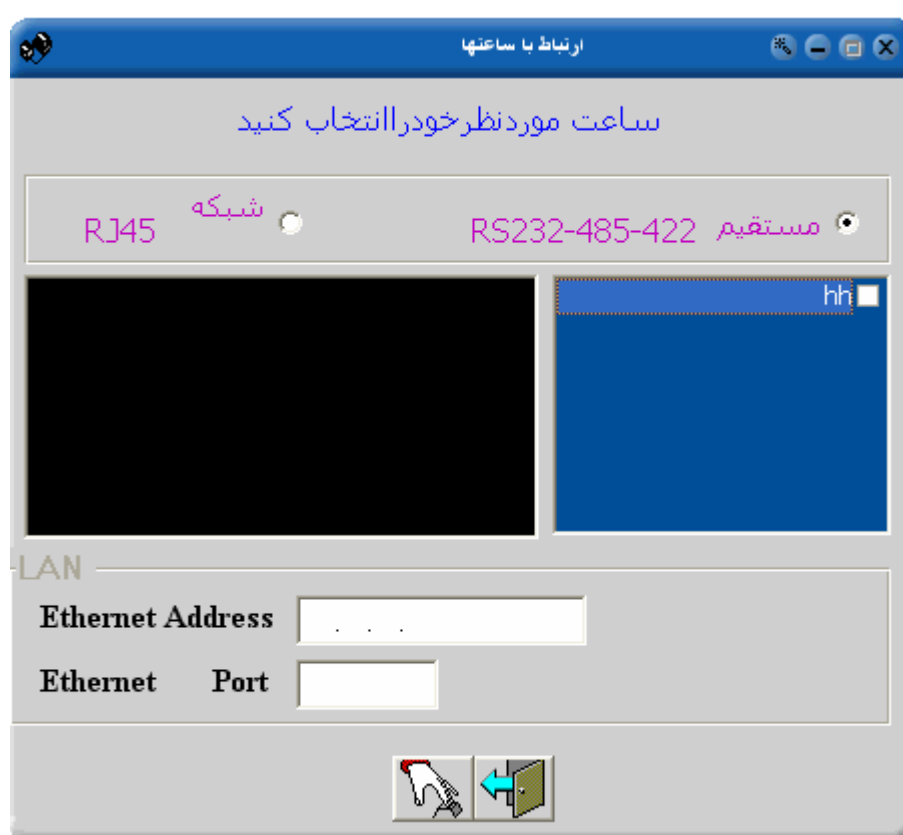 ارتباط با ساعتها
ساعت موردنظرخودراانتخاب کنید
مستقیم RS232-485-422
شبکه RJ45
hh
LAN
Ethernet Address . . .
Ethernet Port